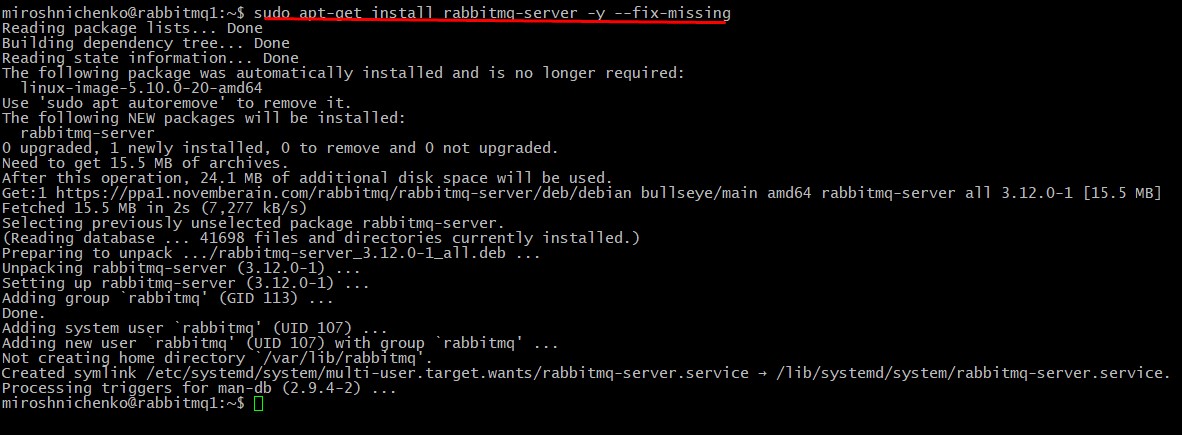 miroshnichenko@rabbitmq1:~$ sudo apt-get install rabbitmq-server -y --fix-missing
Reading package lists... Done
Building dependency tree... Done
Reading state information... Done
The following package was automatically installed and is no longer required:
  linux-image-5.10.0-20-amd64
Use 'sudo apt autoremove' to remove it.
The following NEW packages will be installed:
  rabbitmq-server
0 upgraded, 1 newly installed, 0 to remove and 0 not upgraded.
Need to get 15.5 MB of archives.
After this operation, 24.1 MB of additional disk space will be used.
Get:1 https://ppa1.novemberain.com/rabbitmq/rabbitmq-server/deb/debian bullseye/main amd64 rabbitmq-server all 3.12.0-1 [15.5 MB]
Fetched 15.5 MB in 2s (7,277 kB/s)
Selecting previously unselected package rabbitmq-server.
(Reading database ... 41698 files and directories currently installed.)
Preparing to unpack .../rabbitmq-server_3.12.0-1_all.deb ...
Unpacking rabbitmq-server (3.12.0-1) ...
Setting up rabbitmq-server (3.12.0-1) ...
Adding group `rabbitmq' (GID 113) ...
Done.
Adding system user `rabbitmq' (UID 107) ...
Adding new user `rabbitmq' (UID 107) with group `rabbitmq' ...
Not creating home directory `/var/lib/rabbitmq'.
Created symlink /etc/systemd/system/multi-user.target.wants/rabbitmq-server.service → /lib/systemd/system/rabbitmq-server.service.
Processing triggers for man-db (2.9.4-2) ...
miroshnichenko@rabbitmq1:~$